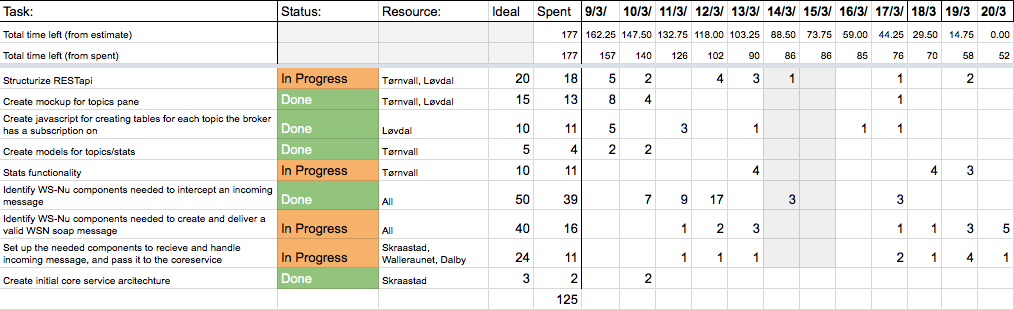 Task: Status: Resource: Ideal Spent 9/3/ 10/3/ 11/3/ 12/3/ 13/3/ 14/3/ 15/3/ 16/3/ 17/3/ 18/3 19/3 20/3
Total time left (from estimate) 177 162.25 147.50 132.75 118.00 103.25 88.50 73.75 59.00 44.25 29.50 14.75 0.00
Total time left (from spent) 177 157 140 126 102 90 86 86 85 76 70 58 52
Structurize RESTapi In Progress Tørnvall, Løvdal 20 18 5 2 4 3 1 1 2
Create mockup for topics pane Done Tørnvall, Løvdal 15 13 8 4 1
Create javascript for creating tables for each topic the broker
has a subscription on Done Løvdal 10 11 5 3 1 1 1
Create models for topics/stats Done Tørnvall 5 4 2 2
Stats functionality In Progress Tørnvall 10 11 4 4 3
Identify WS-Nu components needed to intercept an incoming
message Done All 50 39 7 9 17 3 3
Identify WS-Nu components needed to create and deliver a
valid WSN soap message In Progress All 40 16 1 2 3 1 1 3 5
Set up the needed components to recieve and handle Skraastad,
incoming message, and pass it to the coreservice In Progress Walleraunet, Dalby 24 11 1 1 1 2 1 4 1
Create initial core service arcitechture Done Skraastad 3 2 2
125